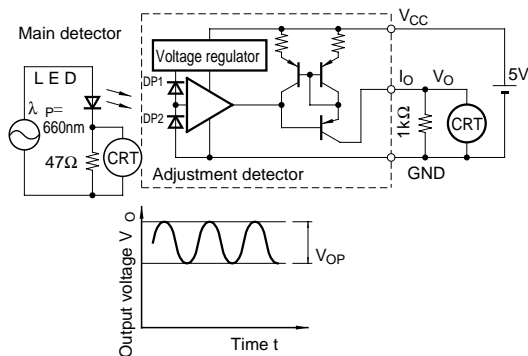 Main detector
LED
λP=
660nm
47Ω
CRT
Voltage regulator
DP1
DP2
Adjustment detector
VCC
IO
VO
1kΩ
CRT
5V
GND
Output voltage VO
VOP
Time t